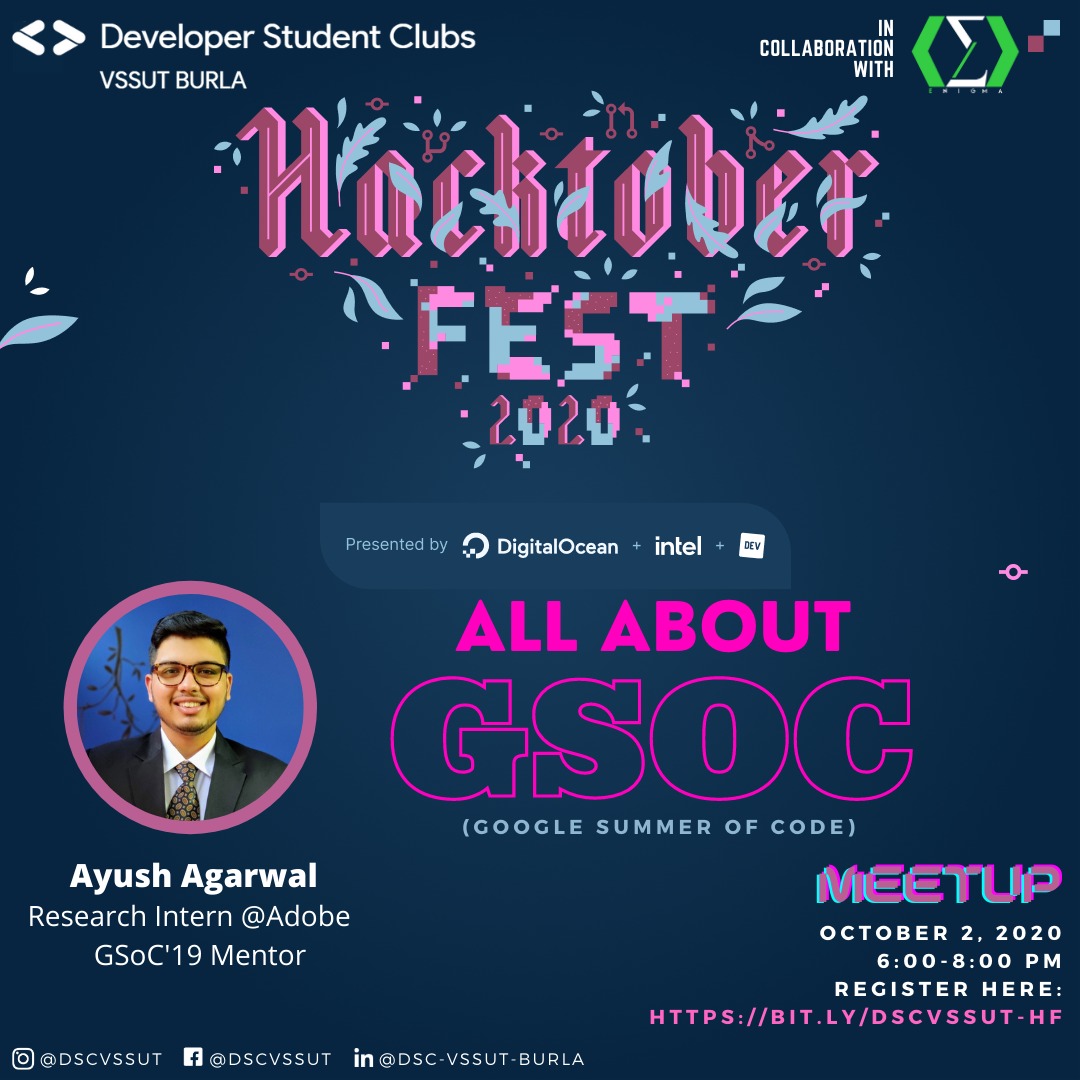 Developer Student Clubs
VSSUT BURLA
IN
COLLABORATION
WITH
ENIGMA
Hacktober
FEST
2020
Presented by DigitalOcean + intel + DEV
ALL ABOUT
GSOC
(GOOGLE SUMMER OF CODE)
Ayush Agarwal
Research Intern @Adobe
GSoC'19 Mentor
MEETUP
OCTOBER 2, 2020
6:00-8:00 PM
REGISTER HERE:
HTTPS://BIT.LY/DSCVSSUT-HF
@DSCVSSUT @DSCVSSUT @DSC-VSSUT-BURLA